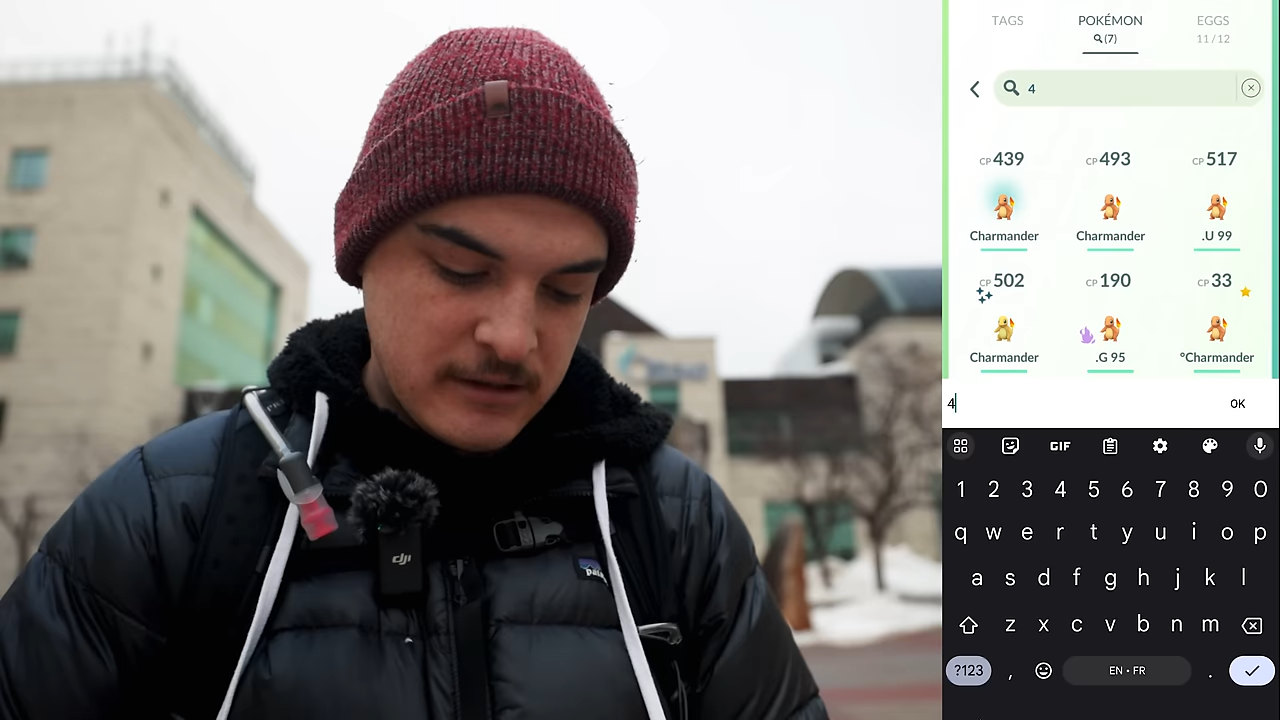 TAGS
POKÉMON
EGGS
(7)
11 / 12
4
CP 439
CP 493
CP 517
Charmander
Charmander
.U 99
CP 502
CP 190
CP 33
Charmander
.G 95
°Charmander
4
OK
GIF
1 2 3 4 5 6 7 8 9 0
q w e r t y u i o p
a s d f g h j k l
z x c v b n m
?123 , EN • FR .
dji